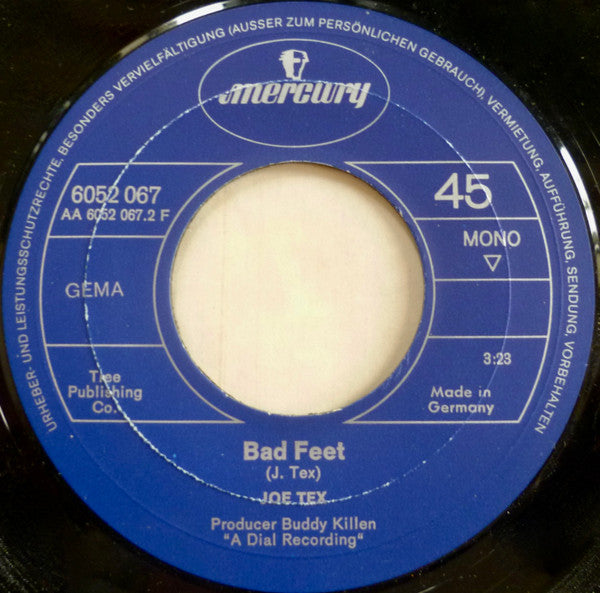 URHEBER- UND LEISTUNGSSCHUTZRECHTE, BESONDERS VERVIELFÄLTIGUNG (AUSSER ZUM PERSÖNLICHEN GEBRAUCH), VERMIETUNG, AUFFÜHRUNG, SENDUNG, VORBEHALTEN
mercury
6052 067
AA 6052 067.2 F
GEMA
Tree
Publishing
Co.
45
MONO
3:23
Made in
Germany
Bad Feet
(J. Tex)
JOE TEX
Producer Buddy Killen
"A Dial Recording"